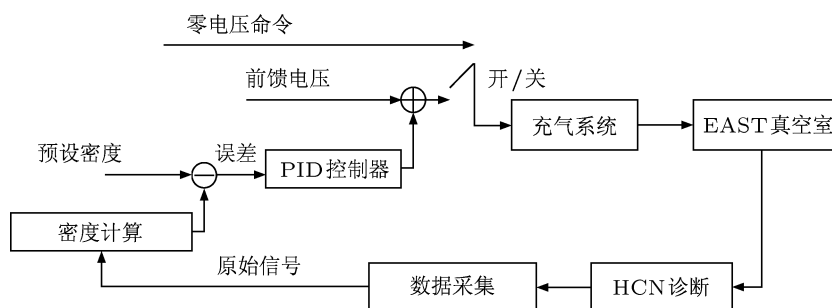 零电压命令
前馈电压
开/关
充气系统
EAST真空室
预设密度
误差
PID控制器
密度计算
原始信号
数据采集
HCN诊断